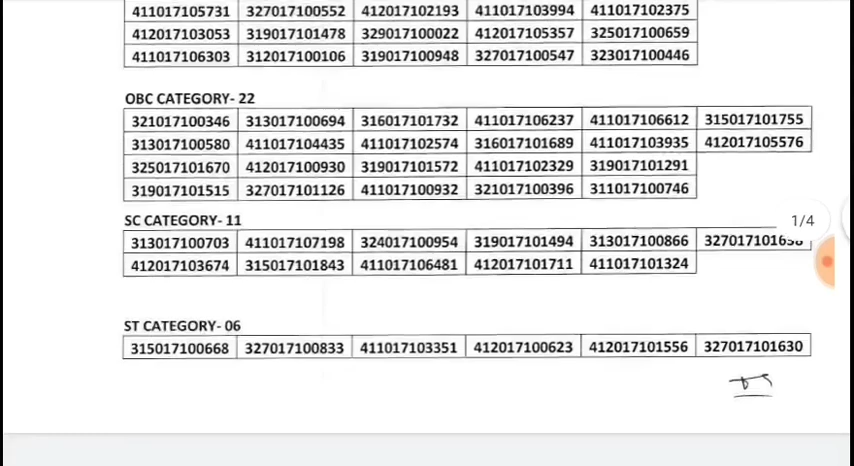 411017105731 327017100552 412017102193 411017103994 411017102375
412017103053 319017101478 329017100022 412017105357 325017100659
411017106303 312017100106 319017100948 327017100547 323017100446
OBC CATEGORY- 22
321017100346 313017100694 316017101732 411017106237 411017106612 315017101755
313017100580 411017104435 411017102574 316017101689 411017103935 412017105576
325017101670 412017100930 319017101572 411017102329 319017101291
319017101515 327017101126 411017100932 321017100396 311017100746
SC CATEGORY- 11
1/4
313017100703 411017107198 324017100954 319017101494 313017100866
412017103674 315017101843 411017106481 412017101711 411017101324
ST CATEGORY- 06
315017100668 327017100833 411017103351 412017100623 412017101556 327017101630